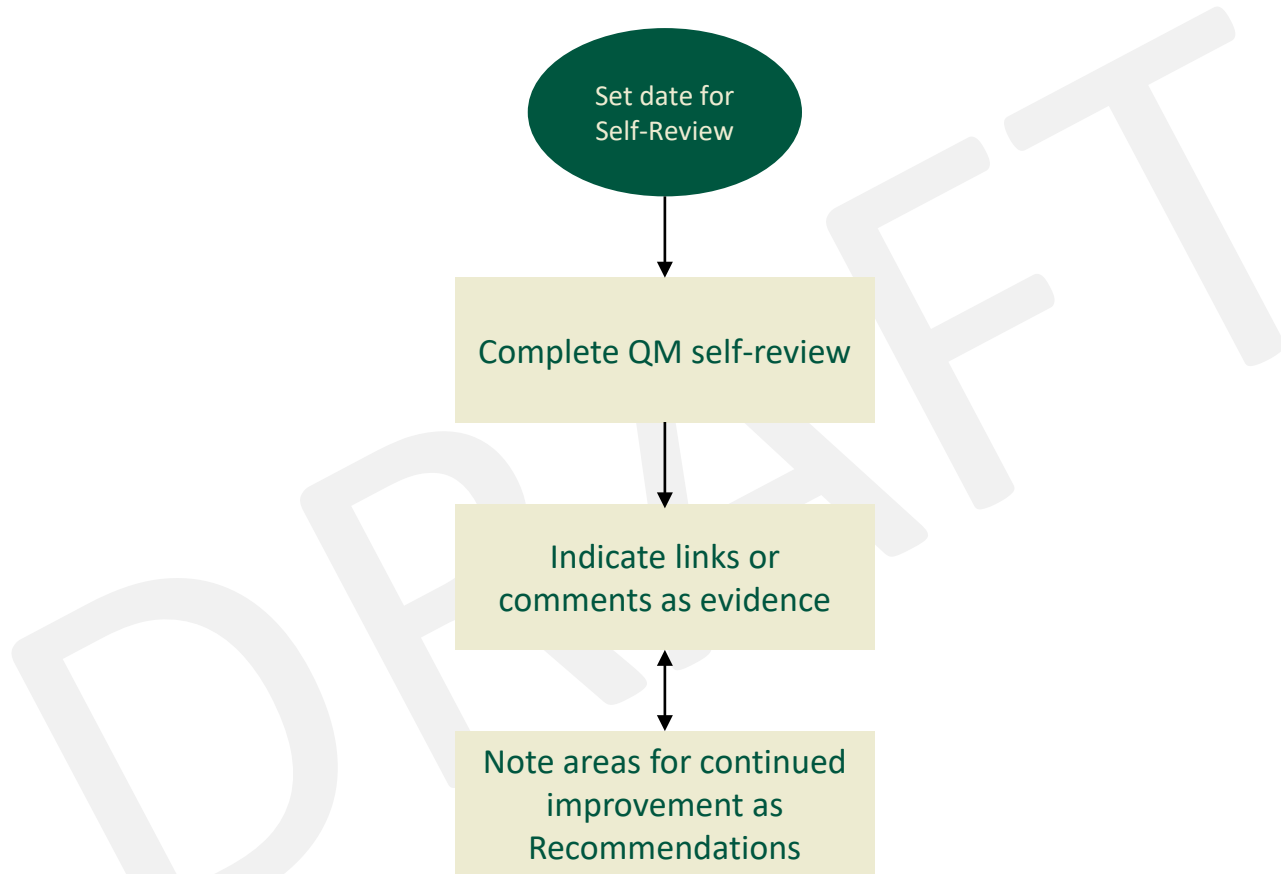 Set date for
Self-Review
Complete QM self-review
Indicate links or
comments as evidence
Note areas for continued
improvement as
Recommendations
DRAFT